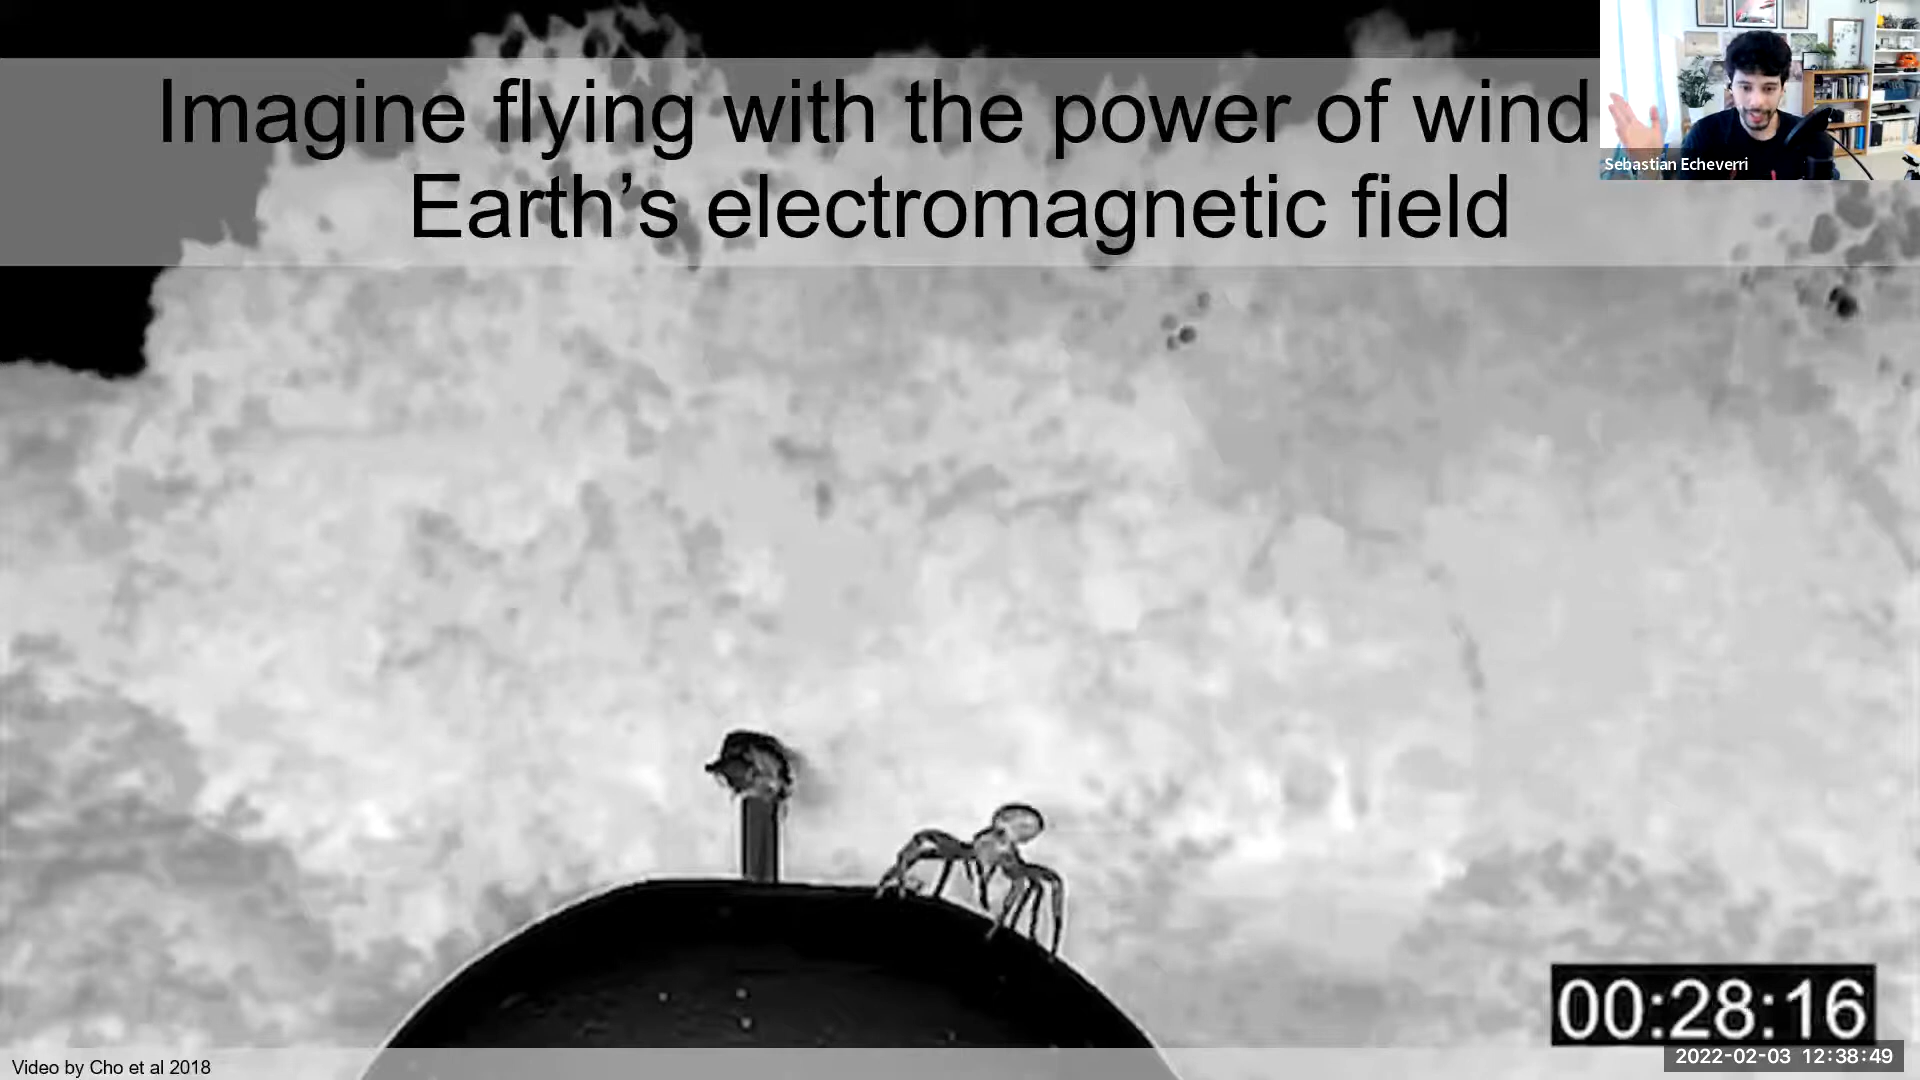 Imagine flying with the power of wind
Earth’s electromagnetic field
Sebastian Echeverri
00:28:16
2022-02-03 12:38:49
Video by Cho et al 2018